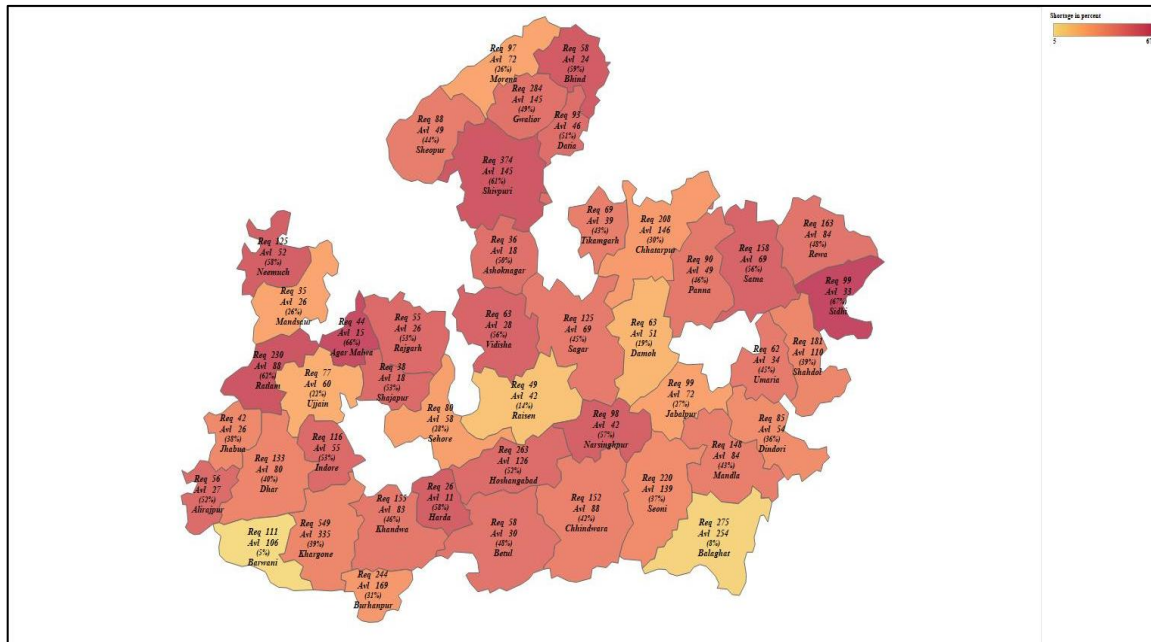 Shortage in percent
5
67
Req 97
Avl 72
(26%)
Morena
Req 58
Avl 24
(59%)
Bhind
Req 284
Avl 145
(49%)
Gwalior
Req 93
Avl 46
(51%)
Datia
Req 88
Avl 49
(44%)
Sheopur
Req 374
Avl 145
(61%)
Shivpuri
Req 69
Avl 39
(43%)
Tikamgarh
Req 208
Avl 146
(30%)
Chhatarpur
Req 163
Avl 84
(48%)
Rewa
Req 125
Avl 52
(58%)
Neemuch
Req 36
Avl 18
(50%)
Ashoknagar
Req 90
Avl 49
(46%)
Panna
Req 158
Avl 69
(56%)
Satna
Req 99
Avl 33
(67%)
Sidhi
Req 35
Avl 26
(26%)
Mandsaur
Req 44
Avl 15
(66%)
Agar Malwa
Req 55
Avl 26
(53%)
Rajgarh
Req 63
Avl 28
(56%)
Vidisha
Req 125
Avl 69
(45%)
Sagar
Req 63
Avl 51
(19%)
Damoh
Req 62
Avl 34
(45%)
Umaria
Req 181
Avl 110
(39%)
Shahdol
Req 230
Avl 88
(62%)
Ratlam
Req 77
Avl 60
(22%)
Ujjain
Req 38
Avl 18
(53%)
Shajapur
Req 80
Avl 58
(28%)
Sehore
Req 49
Avl 42
(14%)
Raisen
Req 98
Avl 42
(57%)
Narsinghpur
Req 99
Avl 72
(27%)
Jabalpur
Req 85
Avl 54
(36%)
Dindori
Req 42
Avl 26
(38%)
Jhabua
Req 133
Avl 80
(40%)
Dhar
Req 116
Avl 55
(53%)
Indore
Req 263
Avl 126
(52%)
Hoshangabad
Req 148
Avl 84
(43%)
Mandla
Req 56
Avl 27
(52%)
Alirajpur
Req 26
Avl 11
(58%)
Harda
Req 220
Avl 139
(37%)
Seoni
Req 111
Avl 106
(5%)
Barwani
Req 549
Avl 335
(39%)
Khargone
Req 155
Avl 83
(46%)
Khandwa
Req 58
Avl 30
(48%)
Betul
Req 152
Avl 88
(42%)
Chhindwara
Req 275
Avl 254
(8%)
Balaghat
Req 244
Avl 169
(31%)
Burhanpur